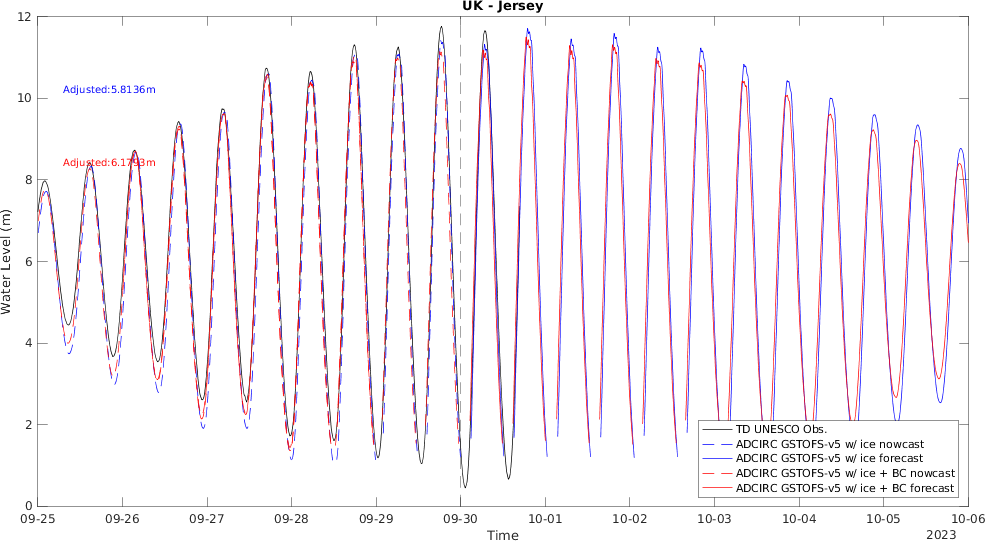 UK - Jersey
12
10
8
6
4
2
0
Water Level (m)
Adjusted:5.8136m
Adjusted:6.1793m
TD UNESCO Obs.
ADCIRC GSTOFS-v5 w/ ice nowcast
ADCIRC GSTOFS-v5 w/ ice forecast
ADCIRC GSTOFS-v5 w/ ice + BC nowcast
ADCIRC GSTOFS-v5 w/ ice + BC forecast
09-25 09-26 09-27 09-28 09-29 09-30 10-01 10-02 10-03 10-04 10-05 10-06
Time
2023